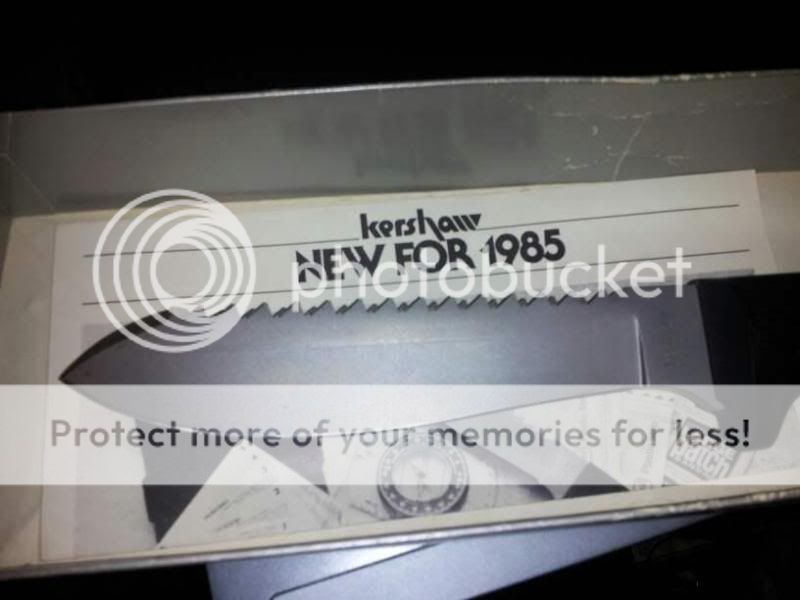 kershaw
NEW FOR 1985
photobucket
Protect more of your memories for less!